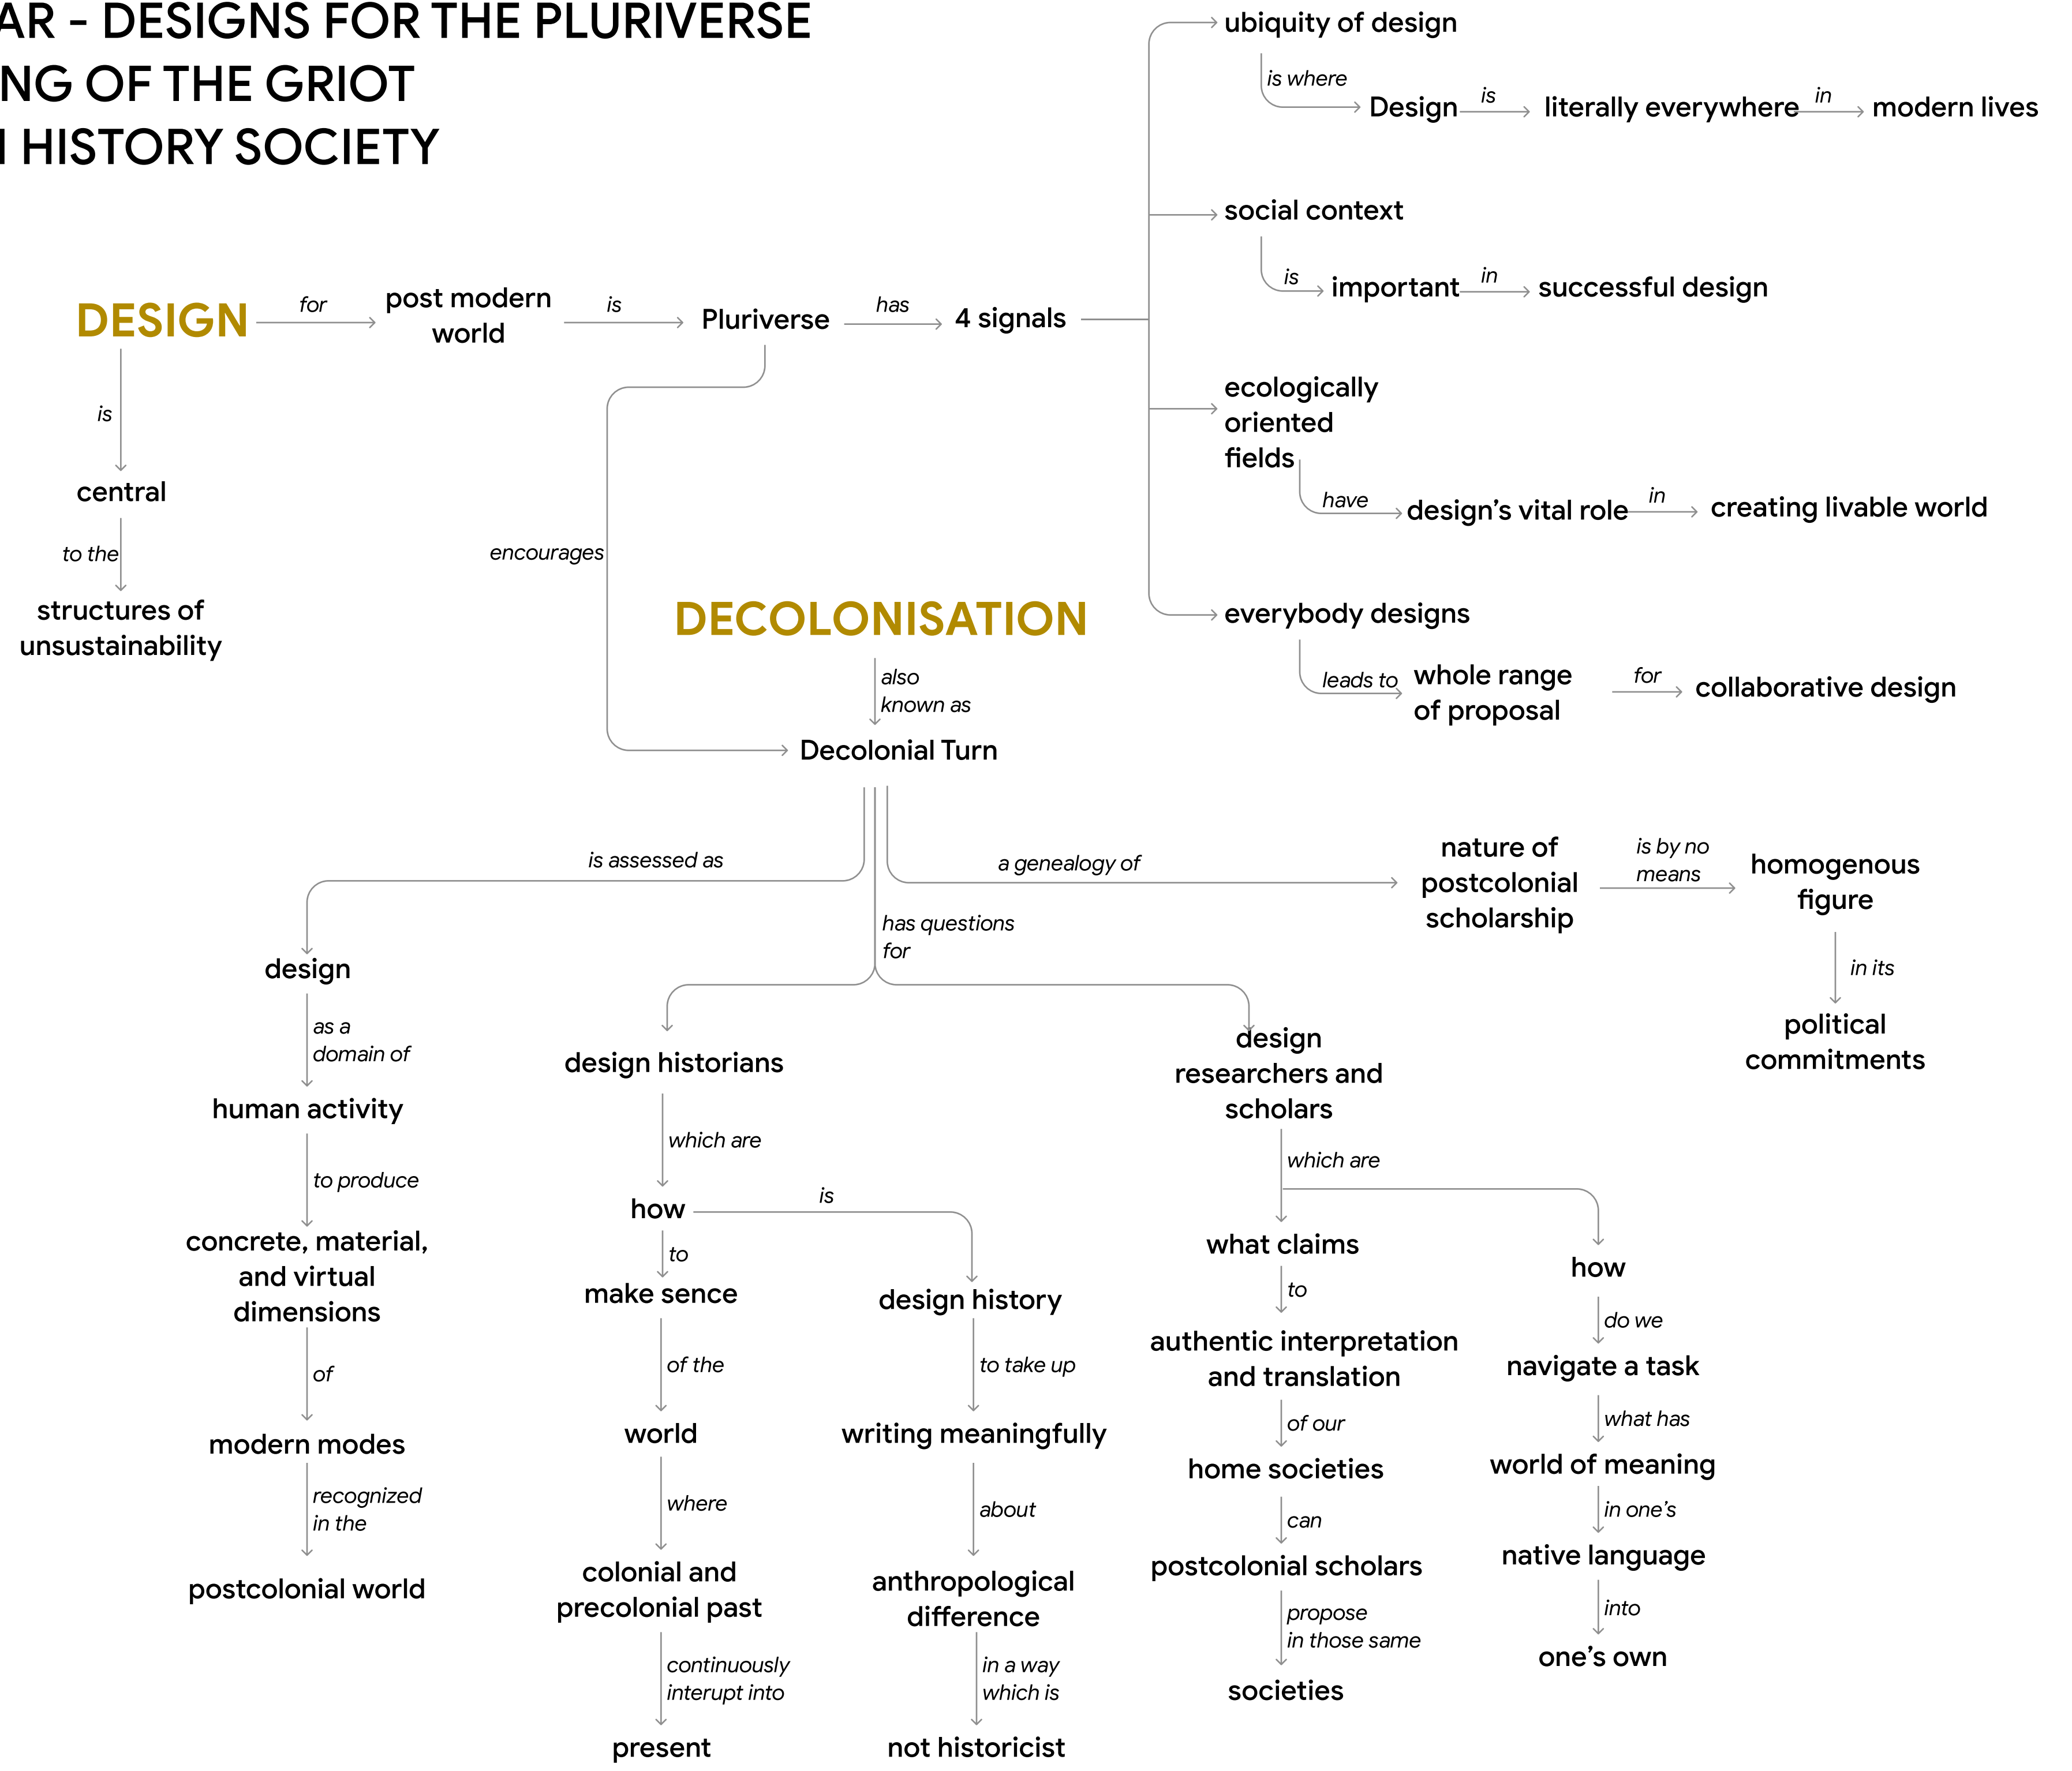 AR - DESIGNS FOR THE PLURIVERSE
NG OF THE GRIOT
HISTORY SOCIETY
ubiquity of design
is where
Design
is
literally everywhere
in
modern lives
social context
is
important
in
successful design
DESIGN
for
post modern
world
is
Pluriverse
has
4 signals
ecologically
oriented
fields
have
design's vital role
in
creating livable world
is
central
to the
structures of
unsustainability
encourages
everybody designs
leads to
whole range
of proposal
for
collaborative design
DECOLONISATION
also
known as
Decolonial Turn
is assessed as
a genealogy of
has questions
for
nature of
postcolonial
scholarship
is by no
means
homogenous
figure
in its
political
commitments
design
as a
domain of
human activity
to produce
concrete, material,
and virtual
dimensions
of
modern modes
recognized
in the
postcolonial world
design historians
which are
how
to
make sence
of the
world
where
colonial and
precolonial past
continuously
interupt into
present
is
design history
to take up
writing meaningfully
about
anthropological
difference
in a way
which is
not historicist
design
researchers and
scholars
which are
what claims
to
authentic interpretation
and translation
of our
home societies
can
postcolonial scholars
propose
in those same
societies
how
do we
navigate a task
what has
world of meaning
in one's
native language
into
one's own